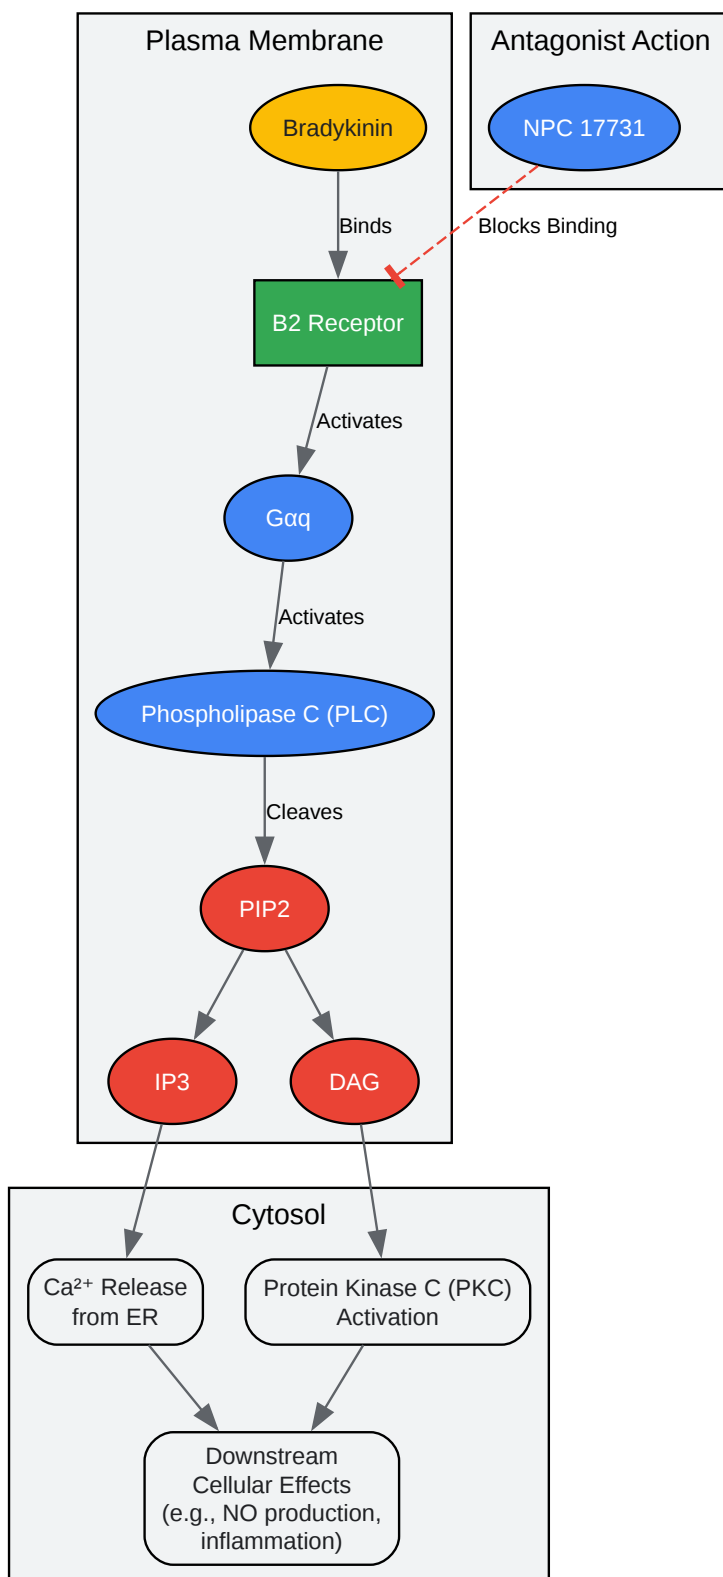 Plasma Membrane
Antagonist Action
Bradykinin
NPC 17731
Binds
Blocks Binding
B2 Receptor
Activates
Gαq
Activates
Phospholipase C (PLC)
Cleaves
PIP2
IP3
DAG
Cytosol
Ca²⁺ Release
from ER
Protein Kinase C (PKC)
Activation
Downstream
Cellular Effects
(e.g., NO production,
inflammation)